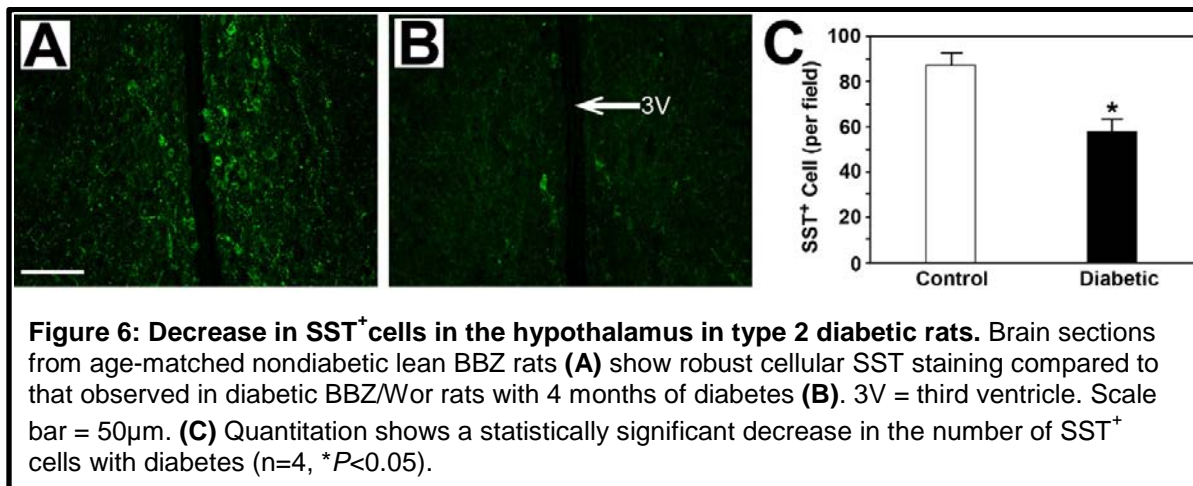 A
B
3V
C
SST⁺ Cell (per field)
100
80
60
40
20
0
*
Control
Diabetic
Figure 6: Decrease in SST⁺cells in the hypothalamus in type 2 diabetic rats. Brain sections
from age-matched nondiabetic lean BBZ rats (A) show robust cellular SST staining compared to
that observed in diabetic BBZ/Wor rats with 4 months of diabetes (B). 3V = third ventricle. Scale
bar = 50µm. (C) Quantitation shows a statistically significant decrease in the number of SST⁺
cells with diabetes (n=4, *P<0.05).